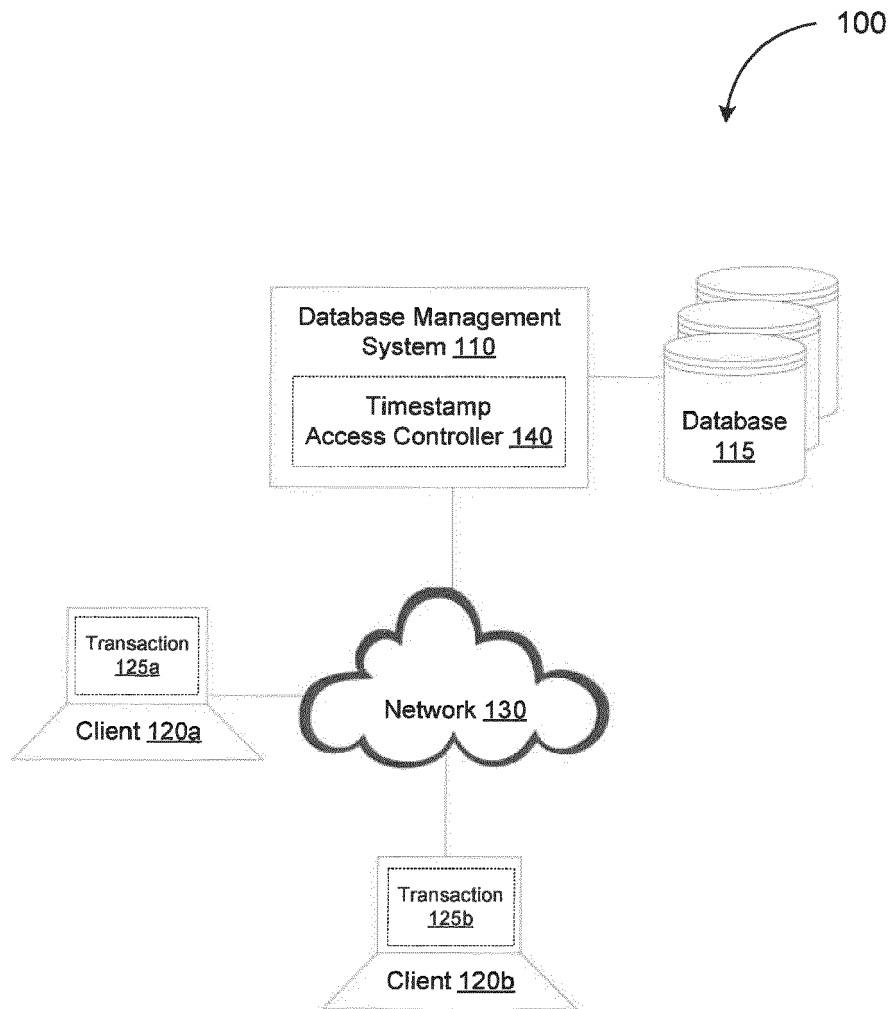 100
Database Management
System 110
Timestamp
Access Controller 140
Database
115
Transaction
125a
Client 120a
Network 130
Transaction
125b
Client 120b